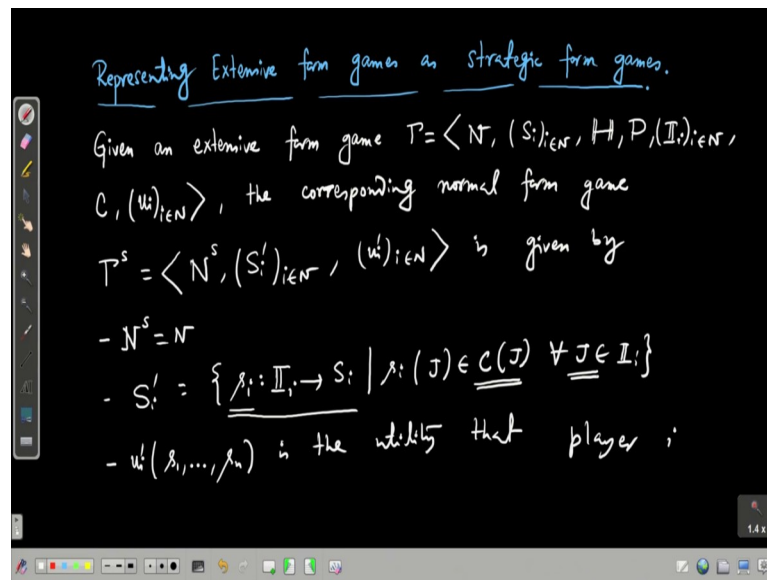 Representing Extensive form games as strategic form games.
Given an extensive form game Γ = ⟨N, (Sᵢ)ᵢ∈N, ℍ, P, (𝕀ᵢ)ᵢ∈N,
C, (uᵢ)ᵢ∈N⟩, the corresponding normal form game
Γˢ = ⟨Nˢ, (Sᵢ')ᵢ∈N, (uᵢ')ᵢ∈N⟩ is given by
- Nˢ = N
- Sᵢ' = { sᵢ : 𝕀ᵢ → Sᵢ | sᵢ(J) ∈ C(J) ∀ J ∈ 𝕀ᵢ}
- uᵢ'(s₁,...,sₙ) is the utility that player i
1.4 x